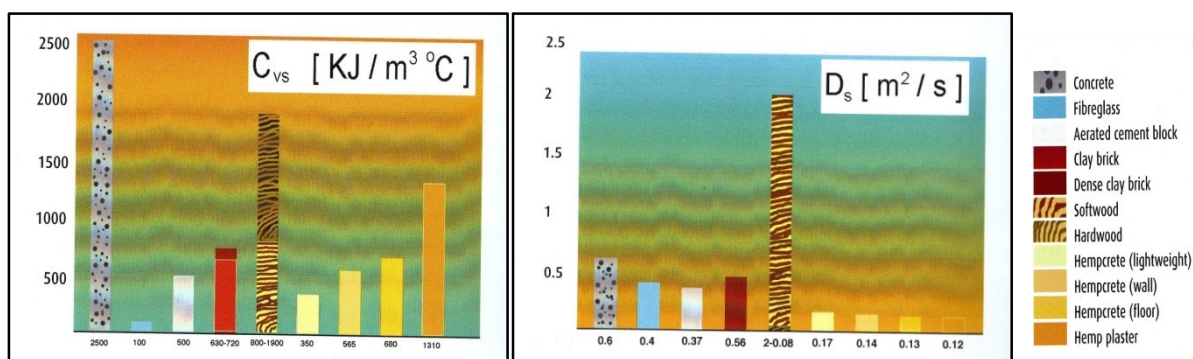 2500
2000
1500
1000
500
C_vs [ KJ / m³ °C ]
2500 100 500 630-720 800-1900 350 565 680 1310
2.5
2
1.5
1
0.5
D_s [ m² / s ]
0.6 0.4 0.37 0.56 2-0.08 0.17 0.14 0.13 0.12
Concrete
Fibreglass
Aerated cement block
Clay brick
Dense clay brick
Softwood
Hardwood
Hempcrete (lightweight)
Hempcrete (wall)
Hempcrete (floor)
Hemp plaster